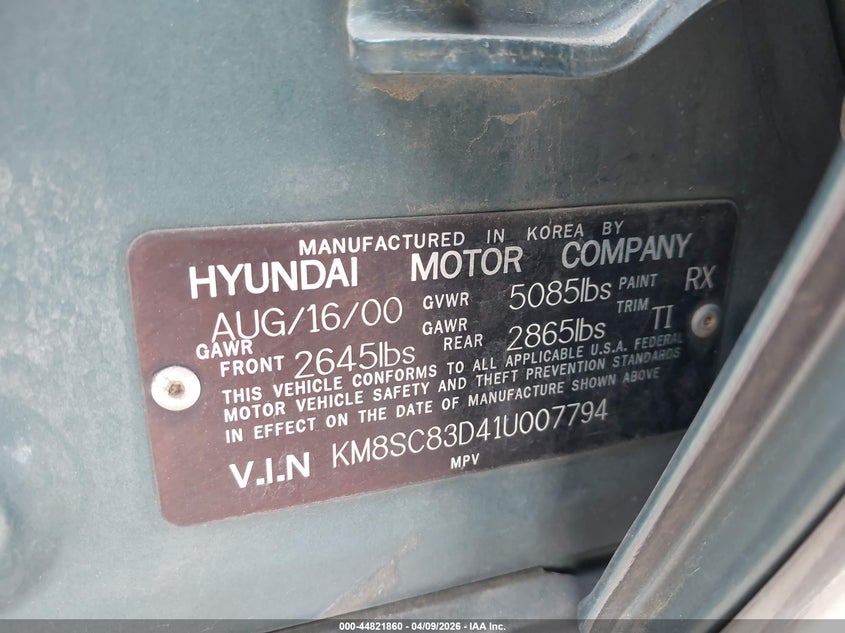 MANUFACTURED IN KOREA BY
HYUNDAI MOTOR COMPANY
AUG/16/00 GVWR 5085lbs PAINT RX
GAWR FRONT 2645lbs GAWR REAR 2865lbs TRIM TI
THIS VEHICLE CONFORMS TO ALL APPLICABLE U.S.A. FEDERAL
MOTOR VEHICLE SAFETY AND THEFT PREVENTION STANDARDS
IN EFFECT ON THE DATE OF MANUFACTURE SHOWN ABOVE
V.I.N KM8SC83D41U007794
MPV
000-44821860 - 04/09/2026 - IAA Inc.